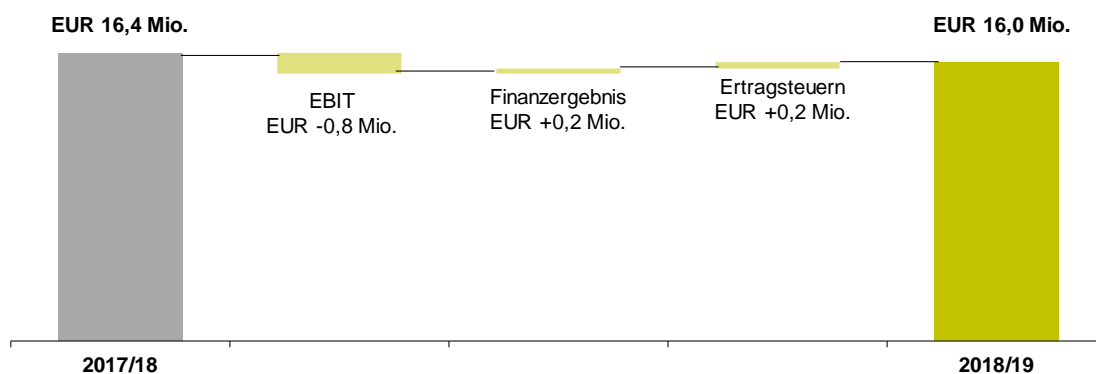 EUR 16,4 Mio.
EUR 16,0 Mio.
EBIT
EUR -0,8 Mio.
Finanzergebnis
EUR +0,2 Mio.
Ertragsteuern
EUR +0,2 Mio.
2017/18
2018/19